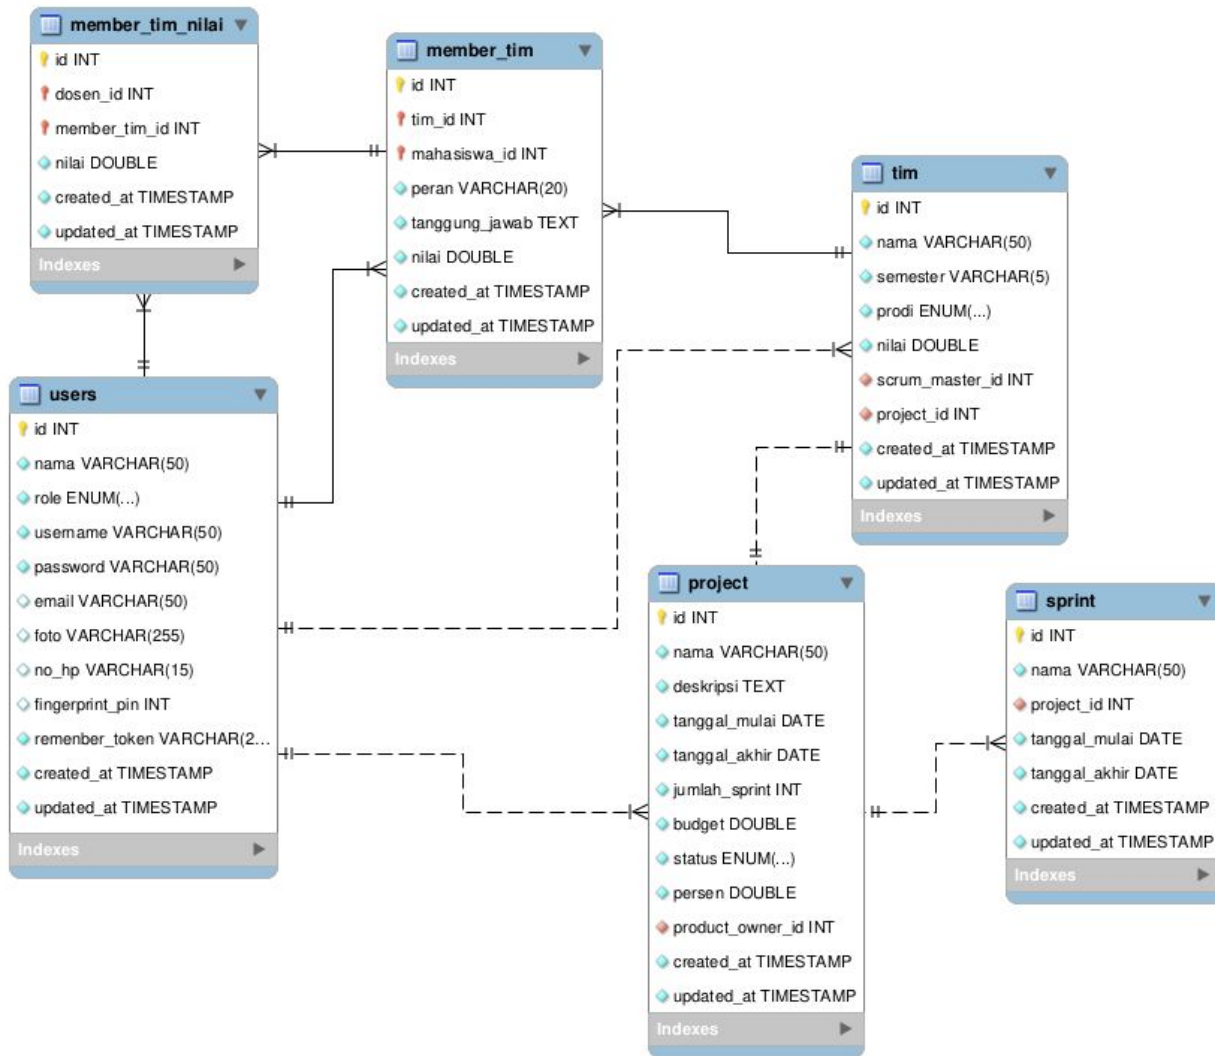 member_tim_nilai
id INT
dosen_id INT
member_tim_id INT
nilai DOUBLE
created_at TIMESTAMP
updated_at TIMESTAMP
Indexes
member_tim
id INT
tim_id INT
mahasiswa_id INT
peran VARCHAR(20)
tanggung_jawab TEXT
nilai DOUBLE
created_at TIMESTAMP
updated_at TIMESTAMP
Indexes
tim
id INT
nama VARCHAR(50)
semester VARCHAR(5)
prodi ENUM(...)
nilai DOUBLE
scrum_master_id INT
project_id INT
created_at TIMESTAMP
updated_at TIMESTAMP
Indexes
users
id INT
nama VARCHAR(50)
role ENUM(...)
username VARCHAR(50)
password VARCHAR(50)
email VARCHAR(50)
foto VARCHAR(255)
no_hp VARCHAR(15)
fingerprint_pin INT
remenber_token VARCHAR(2...
created_at TIMESTAMP
updated_at TIMESTAMP
Indexes
project
id INT
nama VARCHAR(50)
deskripsi TEXT
tanggal_mulai DATE
tanggal_akhir DATE
jumlah_sprint INT
budget DOUBLE
status ENUM(...)
persen DOUBLE
product_owner_id INT
created_at TIMESTAMP
updated_at TIMESTAMP
Indexes
sprint
id INT
nama VARCHAR(50)
project_id INT
tanggal_mulai DATE
tanggal_akhir DATE
created_at TIMESTAMP
updated_at TIMESTAMP
Indexes